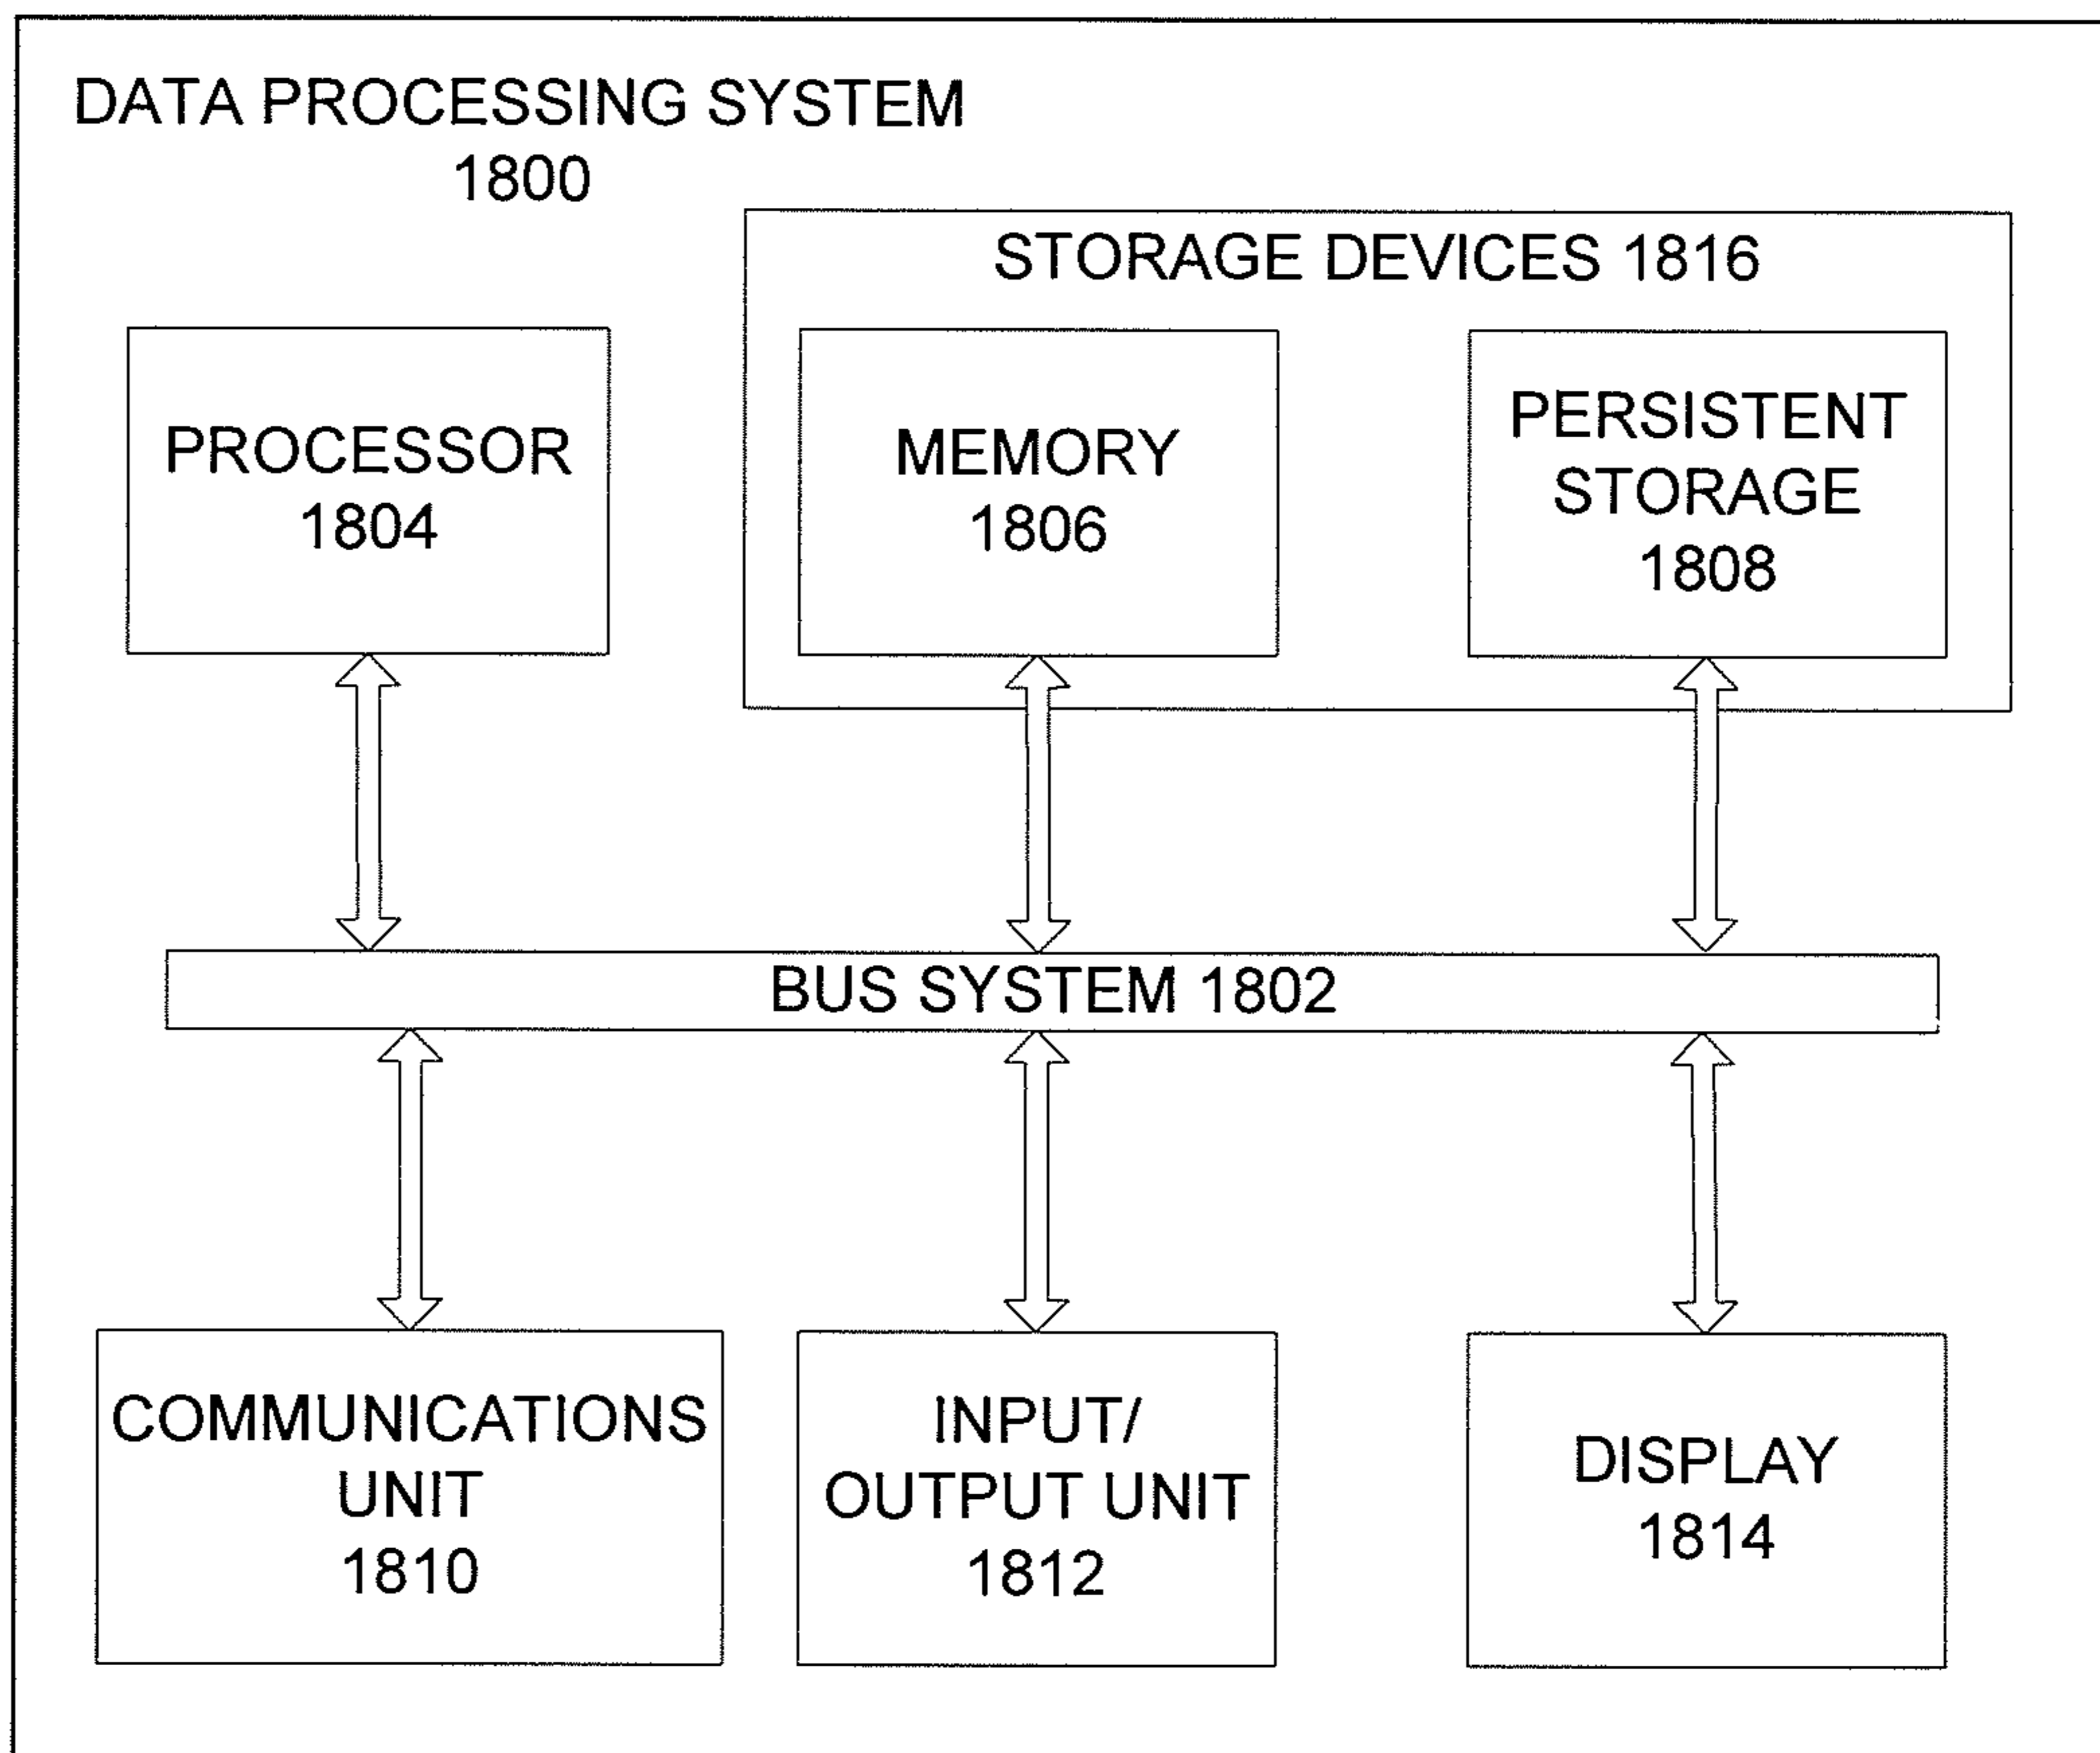 DATA PROCESSING SYSTEM
1800
STORAGE DEVICES 1816
PROCESSOR
1804
MEMORY
1806
PERSISTENT
STORAGE
1808
BUS SYSTEM 1802
COMMUNICATIONS
UNIT
1810
INPUT/
OUTPUT UNIT
1812
DISPLAY
1814